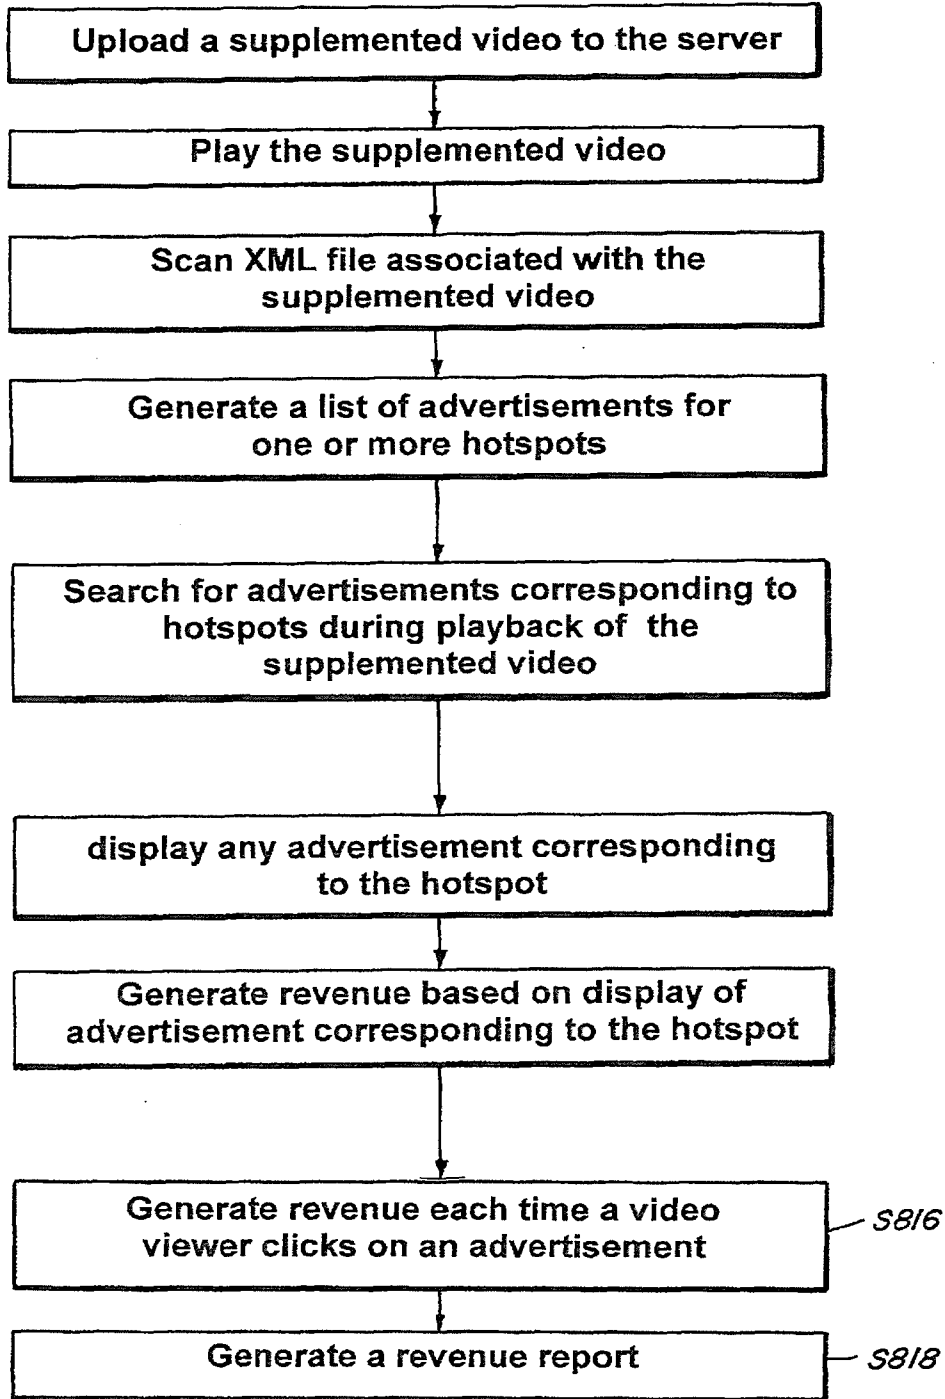 Upload a supplemented video to the server
Play the supplemented video
Scan XML file associated with the
supplemented video
Generate a list of advertisements for
one or more hotspots
Search for advertisements corresponding to
hotspots during playback of the
supplemented video
display any advertisement corresponding
to the hotspot
Generate revenue based on display of
advertisement corresponding to the hotspot
Generate revenue each time a video
viewer clicks on an advertisement
S816
Generate a revenue report
S818